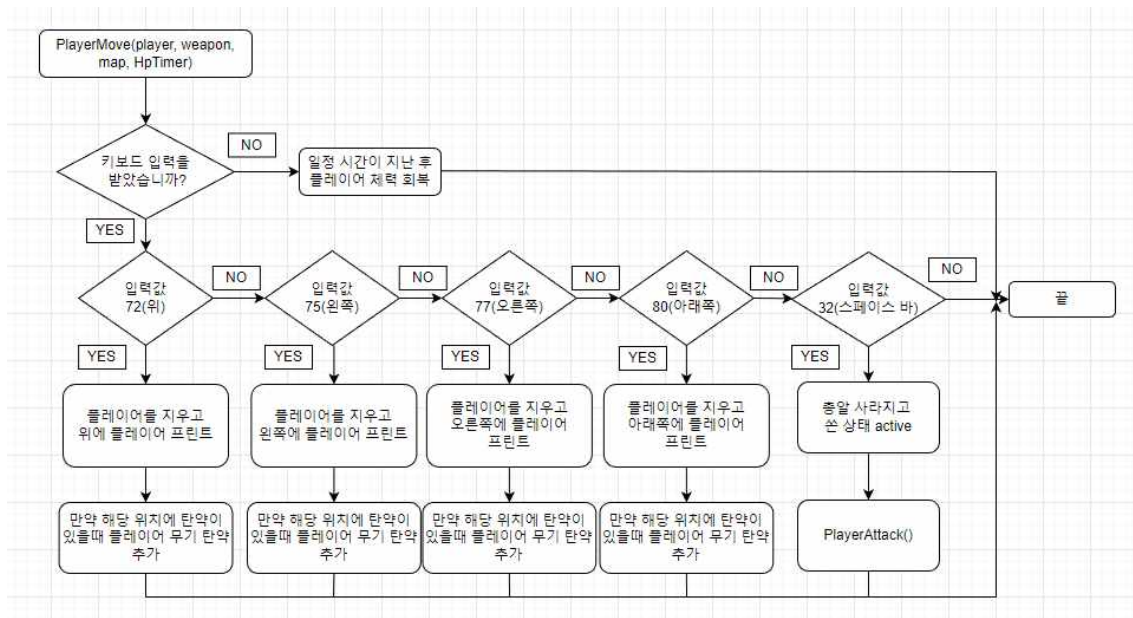 PlayerMove(player, weapon,
map, HpTimer)
키보드 입력을
받았습니까?
NO
일정 시간이 지난 후
플레이어 체력 회복
YES
입력값
72(위)
NO
입력값
75(왼쪽)
NO
입력값
77(오른쪽)
NO
입력값
80(아래쪽)
NO
입력값
32(스페이스 바)
NO
끝
YES
YES
YES
YES
YES
플레이어를 지우고
위에 플레이어 프린트
플레이어를 지우고
왼쪽에 플레이어 프린트
플레이어를 지우고
오른쪽에 플레이어
프린트
플레이어를 지우고
아래쪽에 플레이어
프린트
총알 사라지고
쏜 상태 active
만약 해당 위치에 탄약이
있을때 플레이어 무기 탄약
추가
만약 해당 위치에 탄약이
있을때 플레이어 무기 탄약
추가
만약 해당 위치에 탄약이
있을때 플레이어 무기 탄약
추가
만약 해당 위치에 탄약이
있을때 플레이어 무기 탄약
추가
PlayerAttack()